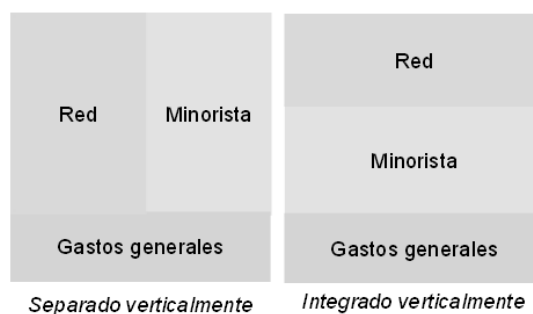 Red
Minorista
Gastos generales
Separado verticalmente
Red
Minorista
Gastos generales
Integrado verticalmente